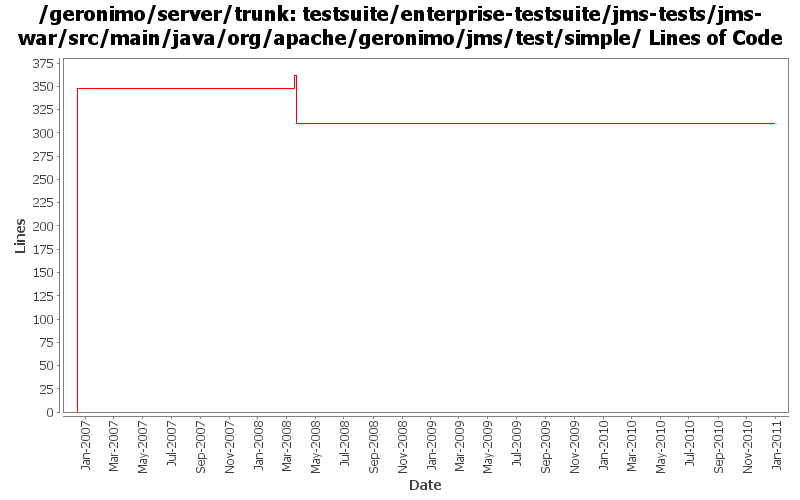 /geronimo/server/trunk: testsuite/enterprise-testsuite/jms-tests/jms-
war/src/main/java/org/apache/geronimo/jms/test/simple/ Lines of Code
375
350
325
300
275
250
225
200
175
150
125
100
75
50
25
0
Lines
Jan-2007
Mar-2007
May-2007
Jul-2007
Sep-2007
Nov-2007
Jan-2008
Mar-2008
May-2008
Jul-2008
Sep-2008
Nov-2008
Jan-2009
Mar-2009
May-2009
Jul-2009
Sep-2009
Nov-2009
Jan-2010
Mar-2010
May-2010
Jul-2010
Sep-2010
Nov-2010
Jan-2011
Date